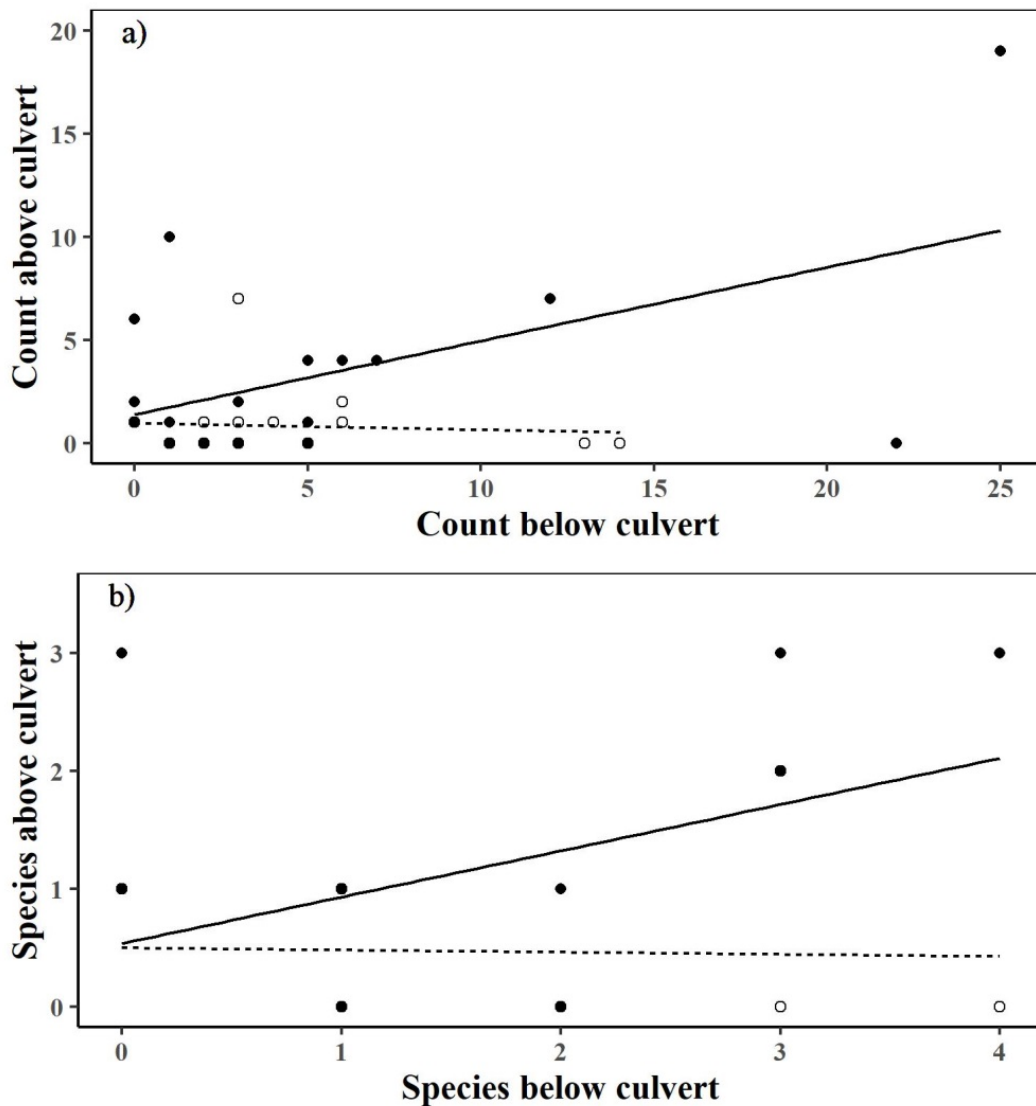 a)
Count above culvert
20
15
10
5
0
0 5 10 15 20 25
Count below culvert
b)
Species above culvert
3
2
1
0
0 1 2 3 4
Species below culvert